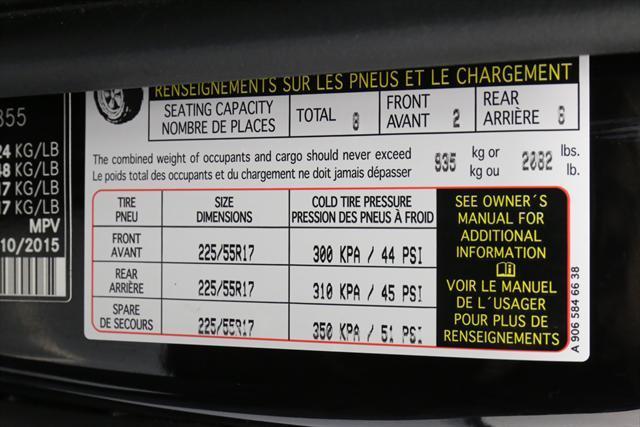 RENSEIGNEMENTS SUR LES PNEUS ET LE CHARGEMENT
SEATING CAPACITY
NOMBRE DE PLACES
TOTAL 8
FRONT
AVANT 2
REAR
ARRIÈRE 8
The combined weight of occupants and cargo should never exceed
Le poids total des occupants et du chargement ne doit jamais dépasser
935 kg or
kg ou
2082 lbs.
lb.
TIRE
PNEU
SIZE
DIMENSIONS
COLD TIRE PRESSURE
PRESSION DES PNEUS À FROID
FRONT
AVANT
225/55R17
300 KPA / 44 PSI
REAR
ARRIÈRE
225/55R17
310 KPA / 45 PSI
SPARE
DE SECOURS
225/55R17
350 KPA / 51 PSI
SEE OWNER´S
MANUAL FOR
ADDITIONAL
INFORMATION
VOIR LE MANUEL
DE L´USAGER
POUR PLUS DE
RENSEIGNEMENTS
A 906 584 66 38
855
24 KG/LB
48 KG/LB
17 KG/LB
17 KG/LB
MPV
10/2015